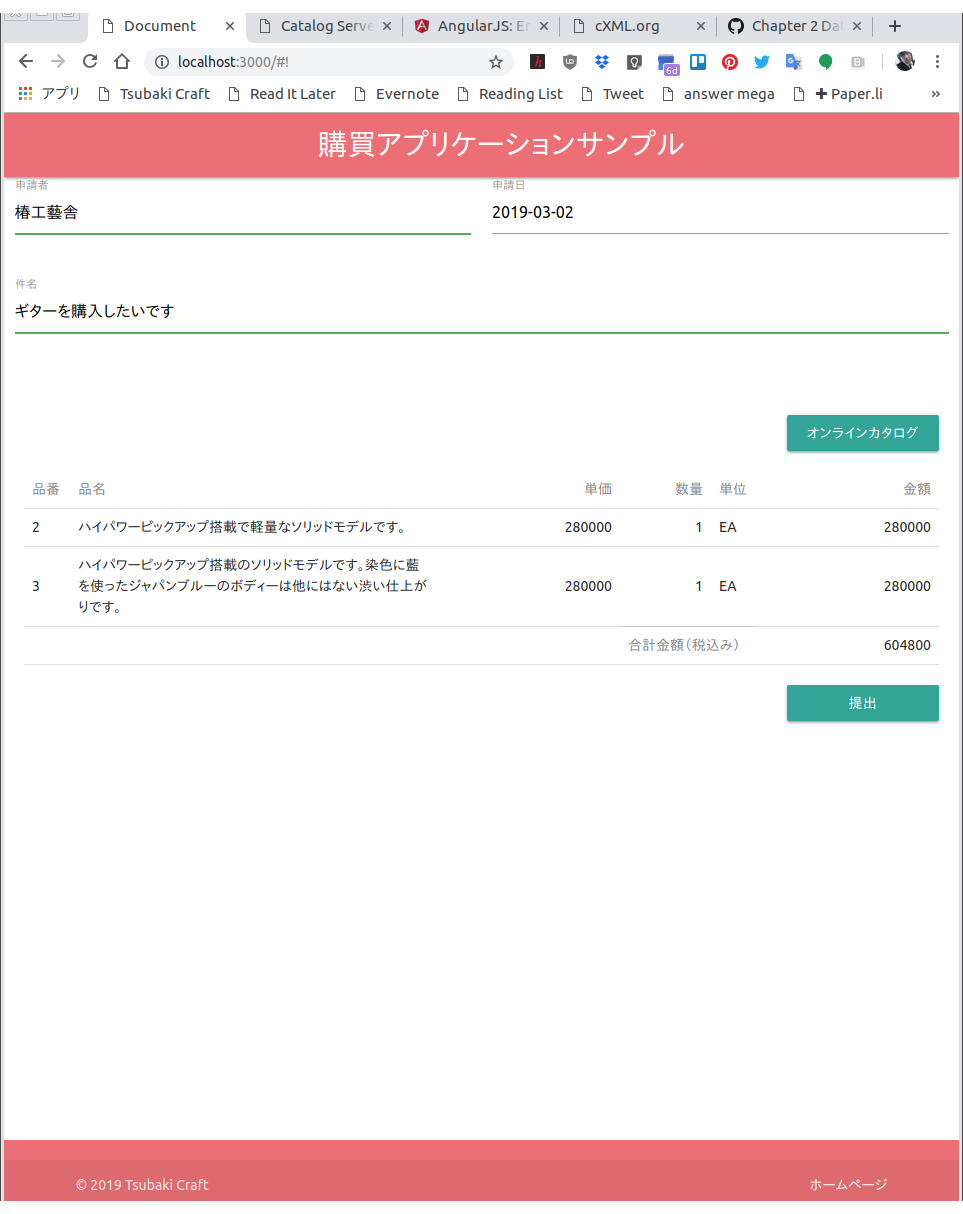 Document
Catalog Serve
AngularJS: Er
cXML.org
Chapter 2 Dat
localhost:3000/#!
6d
アプリ
Tsubaki Craft
Read It Later
Evernote
Reading List
Tweet
answer mega
+ Paper.li
»
購買アプリケーションサンプル
申請者 申請日
椿工藝舎 2019-03-02
件名
ギターを購入したいです
オンラインカタログ
品番 品名 単価 数量 単位 金額
2 ハイパワーピックアップ搭載で軽量なソリッドモデルです。 280000 1 EA 280000
ハイパワーピックアップ搭載のソリッドモデルです。染色に藍
3 を使ったジャパンブルーのボディーは他にはない渋い仕上が 280000 1 EA 280000
りです。
合計金額（税込み） 604800
提出
© 2019 Tsubaki Craft ホームページ